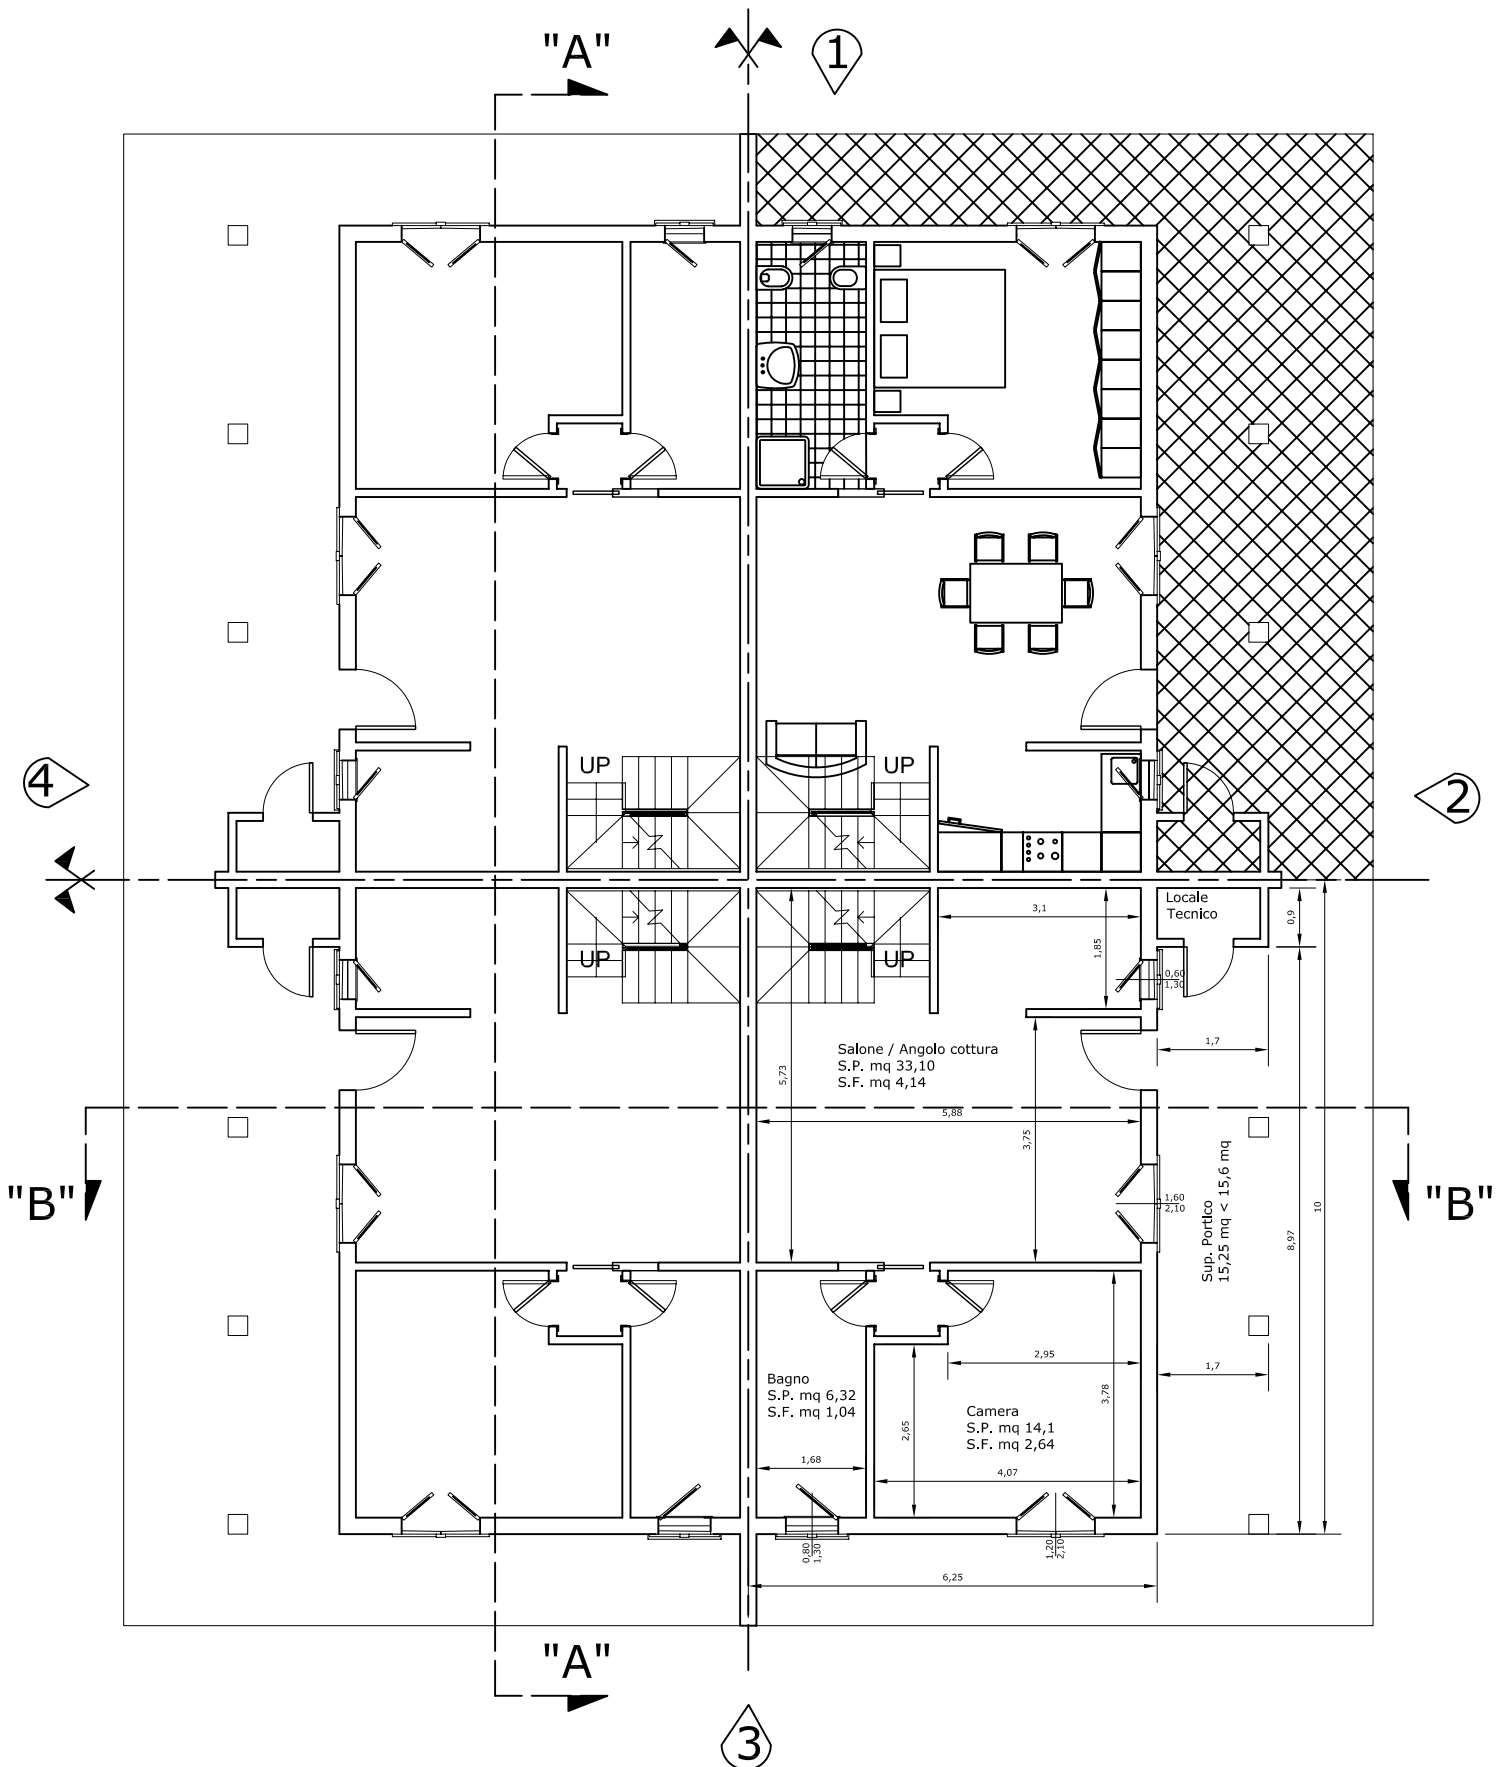 "A"
1
UP
UP
4
2
Locale
Tecnico
3,1
0,9
1,85
UP
UP
0,60
1,30
Salone / Angolo cottura
S.P. mq 33,10
S.F. mq 4,14
1,7
5,73
5,88
3,75
"B"
"B"
1,60
2,10
Sup. Portico
15,25 mq < 15,6 mq
10
8,97
2,95
1,7
Bagno
S.P. mq 6,32
S.F. mq 1,04
3,78
Camera
S.P. mq 14,1
S.F. mq 2,64
2,65
1,68
4,07
0,80
1,30
1,20
2,10
6,25
"A"
3